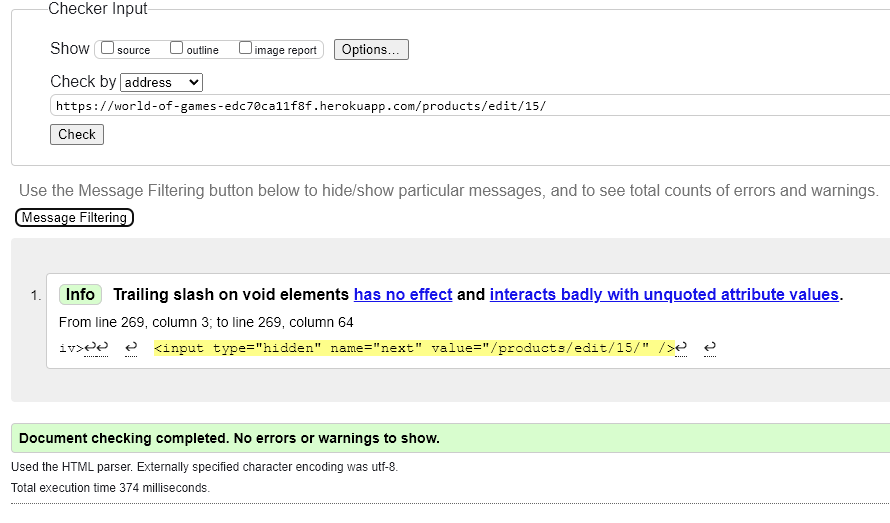 Checker Input
Show source outline image report Options...
Check by address
https://world-of-games-edc70ca11f8f.herokuapp.com/products/edit/15/
Check
Use the Message Filtering button below to hide/show particular messages, and to see total counts of errors and warnings.
Message Filtering
1. Info Trailing slash on void elements has no effect and interacts badly with unquoted attribute values.
From line 269, column 3; to line 269, column 64
iv>↩↩ ↩ <input type="hidden" name="next" value="/products/edit/15/" />↩ ↩
Document checking completed. No errors or warnings to show.
Used the HTML parser. Externally specified character encoding was utf-8.
Total execution time 374 milliseconds.